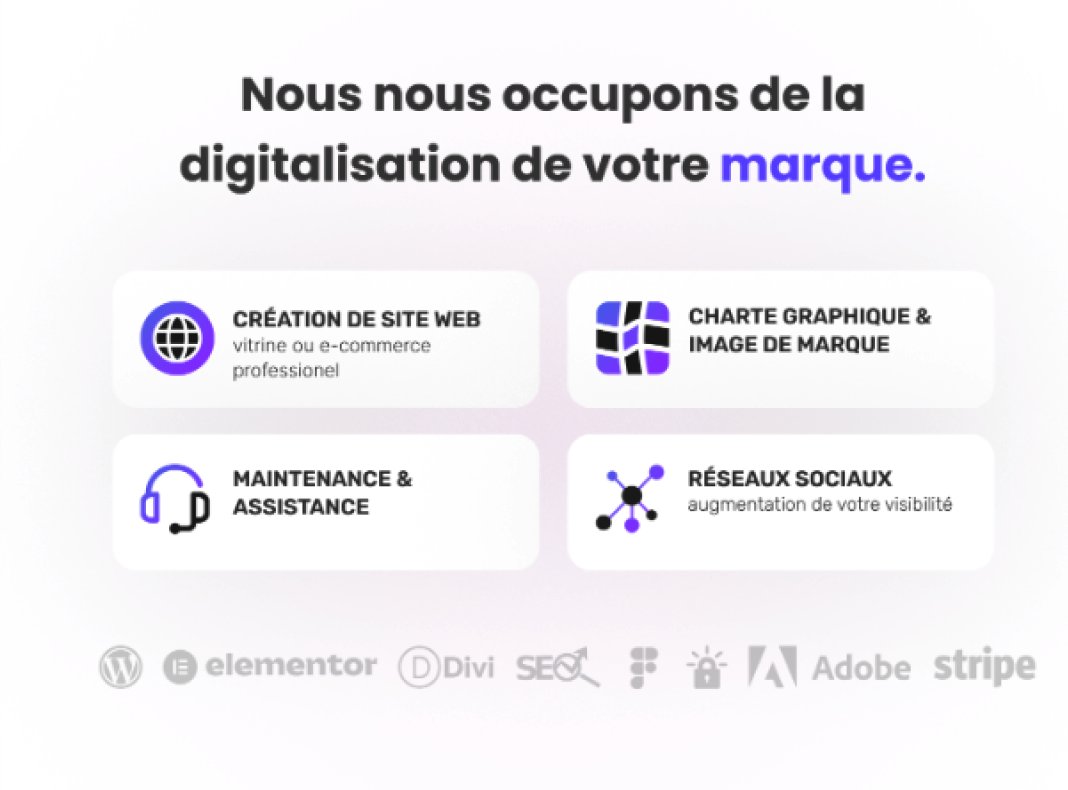 Nous nous occupons de la
digitalisation de votre marque.
CRÉATION DE SITE WEB
vitrine ou e-commerce
professionel
CHARTE GRAPHIQUE &
IMAGE DE MARQUE
MAINTENANCE &
ASSISTANCE
RÉSEAUX SOCIAUX
augmentation de votre visibilité
elementor Divi SEO Adobe stripe